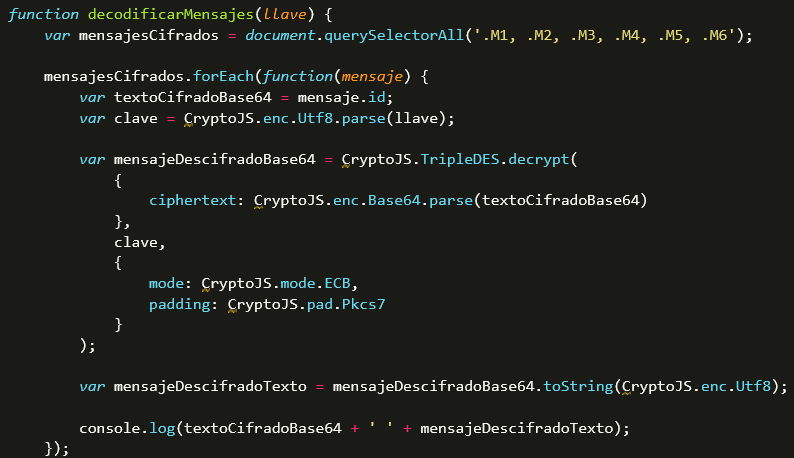 function decodificarMensajes(llave) {
    var mensajesCifrados = document.querySelectorAll('.M1, .M2, .M3, .M4, .M5, .M6');

    mensajesCifrados.forEach(function(mensaje) {
        var textoCifradoBase64 = mensaje.id;
        var clave = CryptoJS.enc.Utf8.parse(llave);

        var mensajeDescifradoBase64 = CryptoJS.TripleDES.decrypt(
            {
                ciphertext: CryptoJS.enc.Base64.parse(textoCifradoBase64)
            },
            clave,
            {
                mode: CryptoJS.mode.ECB,
                padding: CryptoJS.pad.Pkcs7
            }
        );

        var mensajeDescifradoTexto = mensajeDescifradoBase64.toString(CryptoJS.enc.Utf8);

        console.log(textoCifradoBase64 + ' ' + mensajeDescifradoTexto);
    });